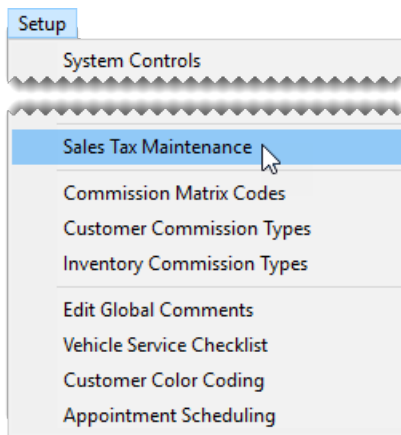 Setup
System Controls
Sales Tax Maintenance
Commission Matrix Codes
Customer Commission Types
Inventory Commission Types
Edit Global Comments
Vehicle Service Checklist
Customer Color Coding
Appointment Scheduling